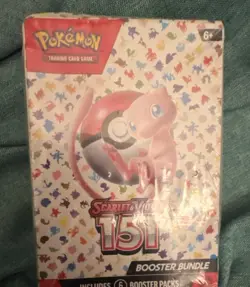 POKÉMON
TRADING CARD GAME
6+
SCARLET & VIOLET
151
BOOSTER BUNDLE
INCLUDES 6 BOOSTER PACKS